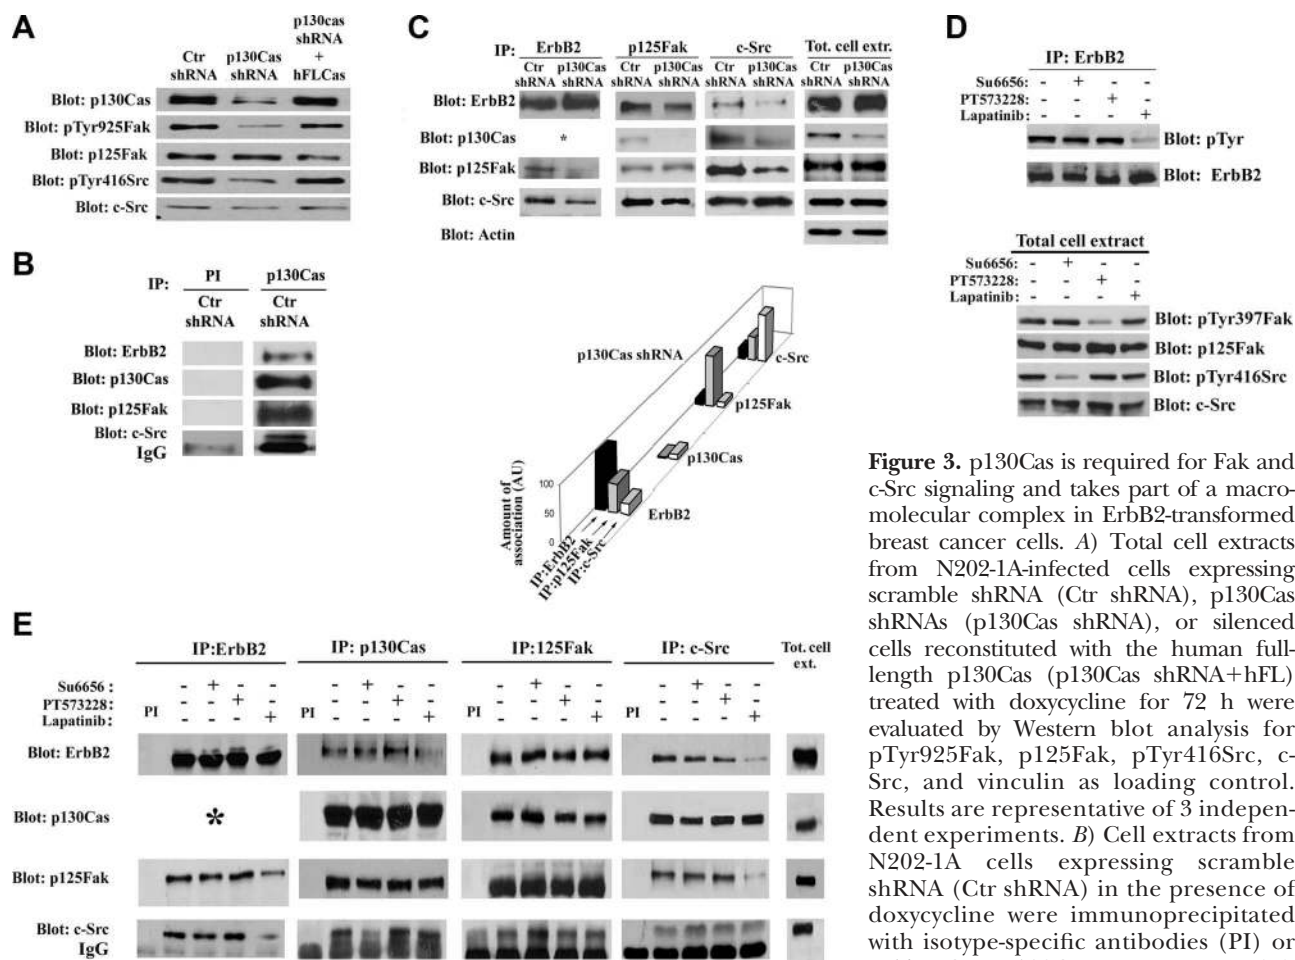 A
Ctr shRNA
p130Cas shRNA
p130cas shRNA + hFLCas
Blot: p130Cas
Blot: pTyr925Fak
Blot: p125Fak
Blot: pTyr416Src
Blot: c-Src
B
IP: PI p130Cas
Ctr shRNA Ctr shRNA
Blot: ErbB2
Blot: p130Cas
Blot: p125Fak
Blot: c-Src
IgG
C
IP: ErbB2 p125Fak c-Src Tot. cell extr.
Ctr p130Cas Ctr p130Cas Ctr p130Cas Ctr p130Cas
shRNA shRNA shRNA shRNA shRNA shRNA shRNA shRNA
Blot: ErbB2
Blot: p130Cas *
Blot: p125Fak
Blot: c-Src
Blot: Actin
p130Cas shRNA
c-Src
p125Fak
p130Cas
ErbB2
100
50
0
Amount of association (AU)
IP:ErbB2
IP:p125Fak
IP:c-Src
D
IP: ErbB2
Su6656: - + - -
PT573228: - - + -
Lapatinib: - - - +
Blot: pTyr
Blot: ErbB2
Total cell extract
Su6656: - + - -
PT573228: - - + -
Lapatinib: - - - +
Blot: pTyr397Fak
Blot: p125Fak
Blot: pTyr416Src
Blot: c-Src
E
IP:ErbB2 IP: p130Cas IP:125Fak IP: c-Src Tot. cell ext.
Su6656 : - + - - - + - - - + - - - + - -
PT573228: - - + - - - + - - - + - - - + -
Lapatinib: PI - - - + PI - - - + PI - - - + PI - - - +
Blot: ErbB2
Blot: p130Cas *
Blot: p125Fak
Blot: c-Src
IgG
Figure 3. p130Cas is required for Fak and
c-Src signaling and takes part of a macro-
molecular complex in ErbB2-transformed
breast cancer cells. A) Total cell extracts
from N202-1A-infected cells expressing
scramble shRNA (Ctr shRNA), p130Cas
shRNAs (p130Cas shRNA), or silenced
cells reconstituted with the human full-
length p130Cas (p130Cas shRNA+hFL)
treated with doxycycline for 72 h were
evaluated by Western blot analysis for
pTyr925Fak, p125Fak, pTyr416Src, c-
Src, and vinculin as loading control.
Results are representative of 3 indepen-
dent experiments. B) Cell extracts from
N202-1A cells expressing scramble
shRNA (Ctr shRNA) in the presence of
doxycycline were immunoprecipitated
with isotype-specific antibodies (PI) or